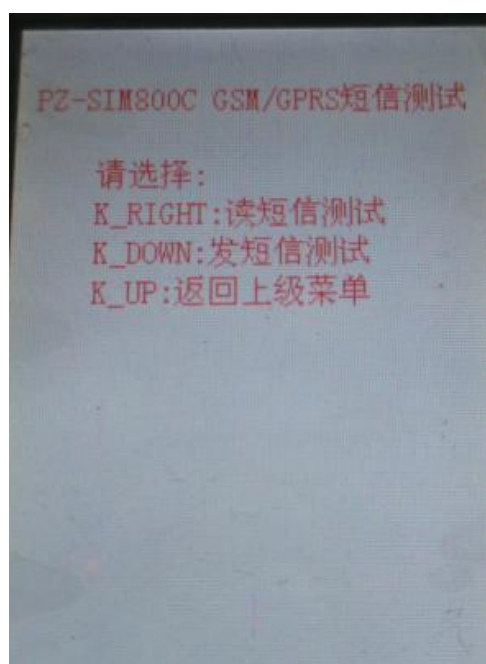 PZ-SIM800C GSM/GPRS短信测试
请选择:
K_RIGHT:读短信测试
K_DOWN:发短信测试
K_UP:返回上级菜单